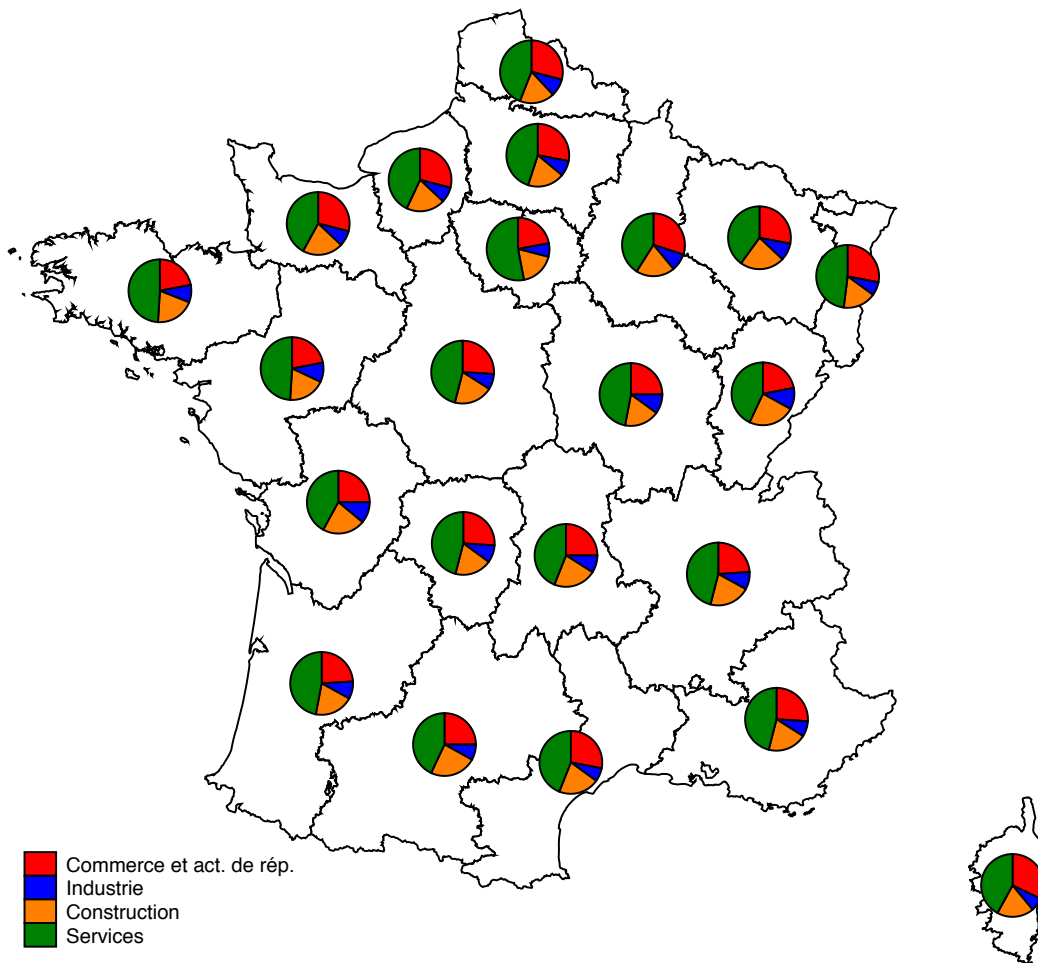 Commerce et act. de rép.
Industrie
Construction
Services